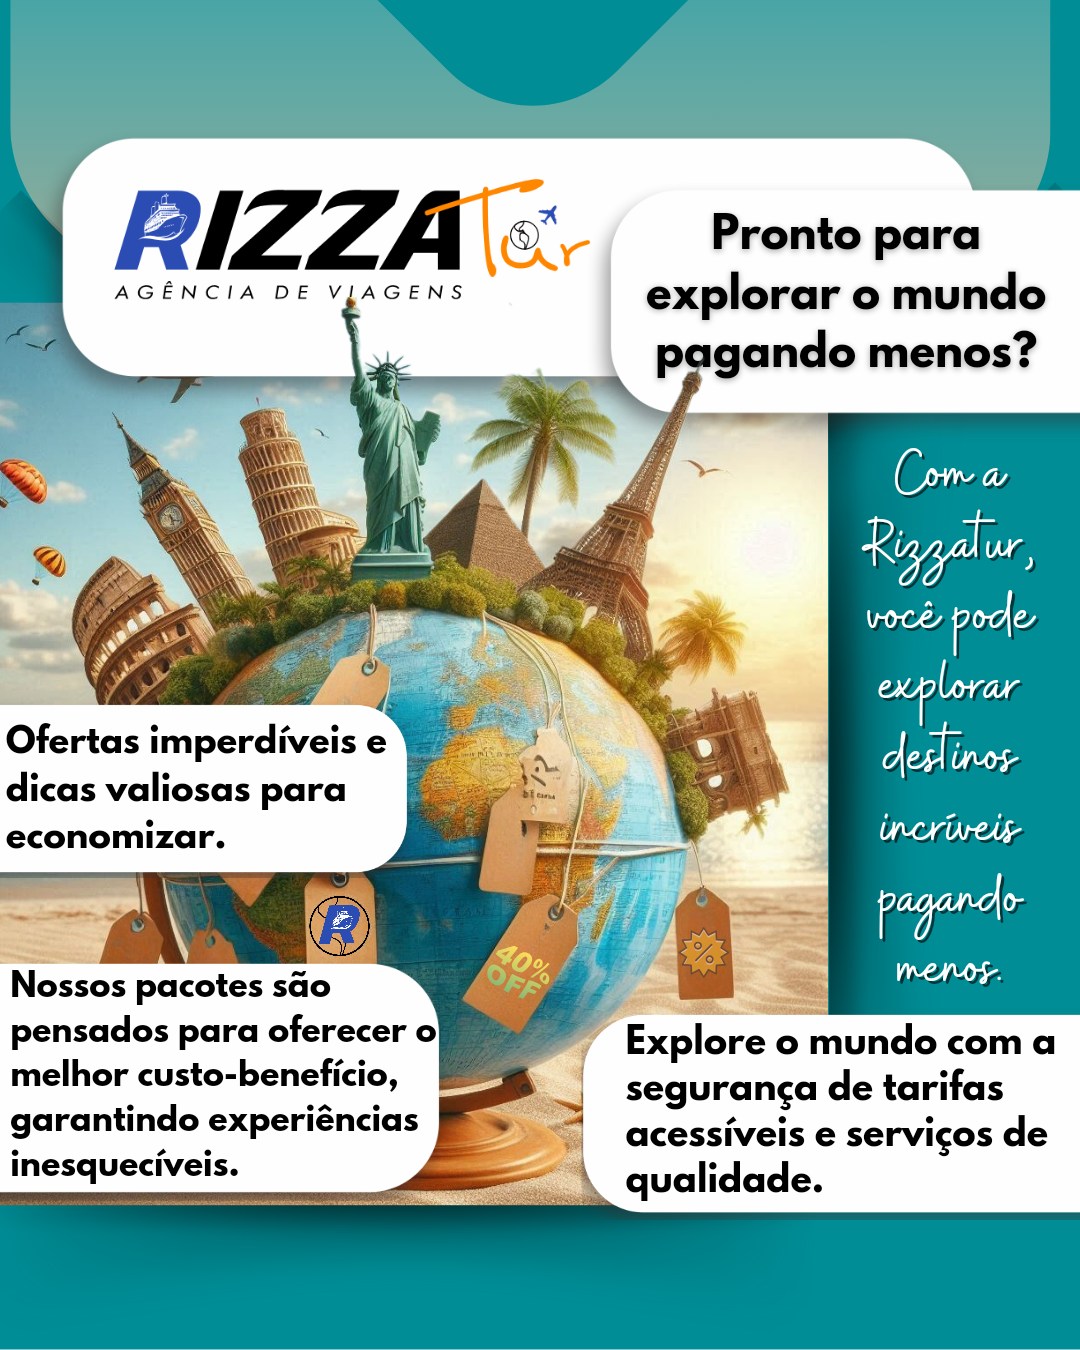 RIZZATur
AGÊNCIA DE VIAGENS
Pronto para
explorar o mundo
pagando menos?
Com a
Rizzatur,
você pode
explorar
destinos
incríveis
pagando
menos.
Ofertas imperdíveis e
dicas valiosas para
economizar.
R
40%
OFF
%
Nossos pacotes são
pensados para oferecer o
melhor custo-benefício,
garantindo experiências
inesquecíveis.
Explore o mundo com a
segurança de tarifas
acessíveis e serviços de
qualidade.